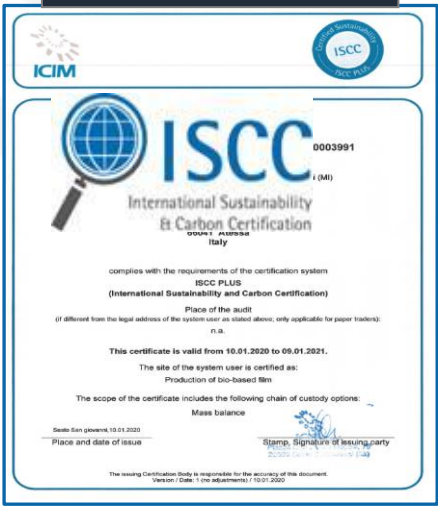 ICIM
Certified Sustainability
ISCC
ISCC PLUS
ISCC
International Sustainability
& Carbon Certification
0003991
i (MI)
66041 Atessa
Italy
complies with the requirements of the certification system
ISCC PLUS
(International Sustainability and Carbon Certification)
Place of the audit
(if different from the legal address of the system user as stated above; only applicable for paper traders):
n.a.
This certificate is valid from 10.01.2020 to 09.01.2021.
The site of the system user is certified as:
Production of bio-based film
The scope of the certificate includes the following chain of custody options:
Mass balance
Sesto San giovanni,10.01.2020
Place and date of issue
Stamp, Signature of issuing party
The issuing Certification Body is responsible for the accuracy of this document.
Version / Date: 1 (no adjustments) / 10.01.2020